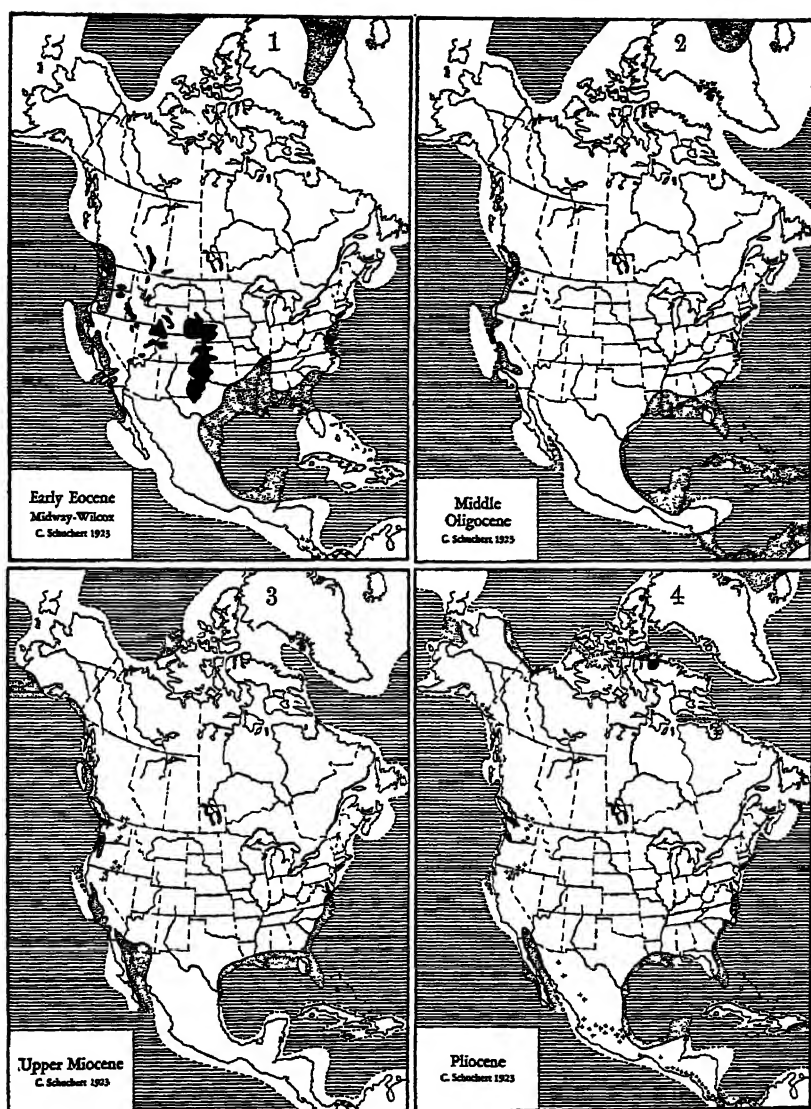 1
2
Early Eocene
Midway-Wilcox
C. Schuchert 1923
Middle
Oligocene
C. Schuchert 1923
3
4
Upper Miocene
C. Schuchert 1923
Pliocene
C. Schuchert 1923